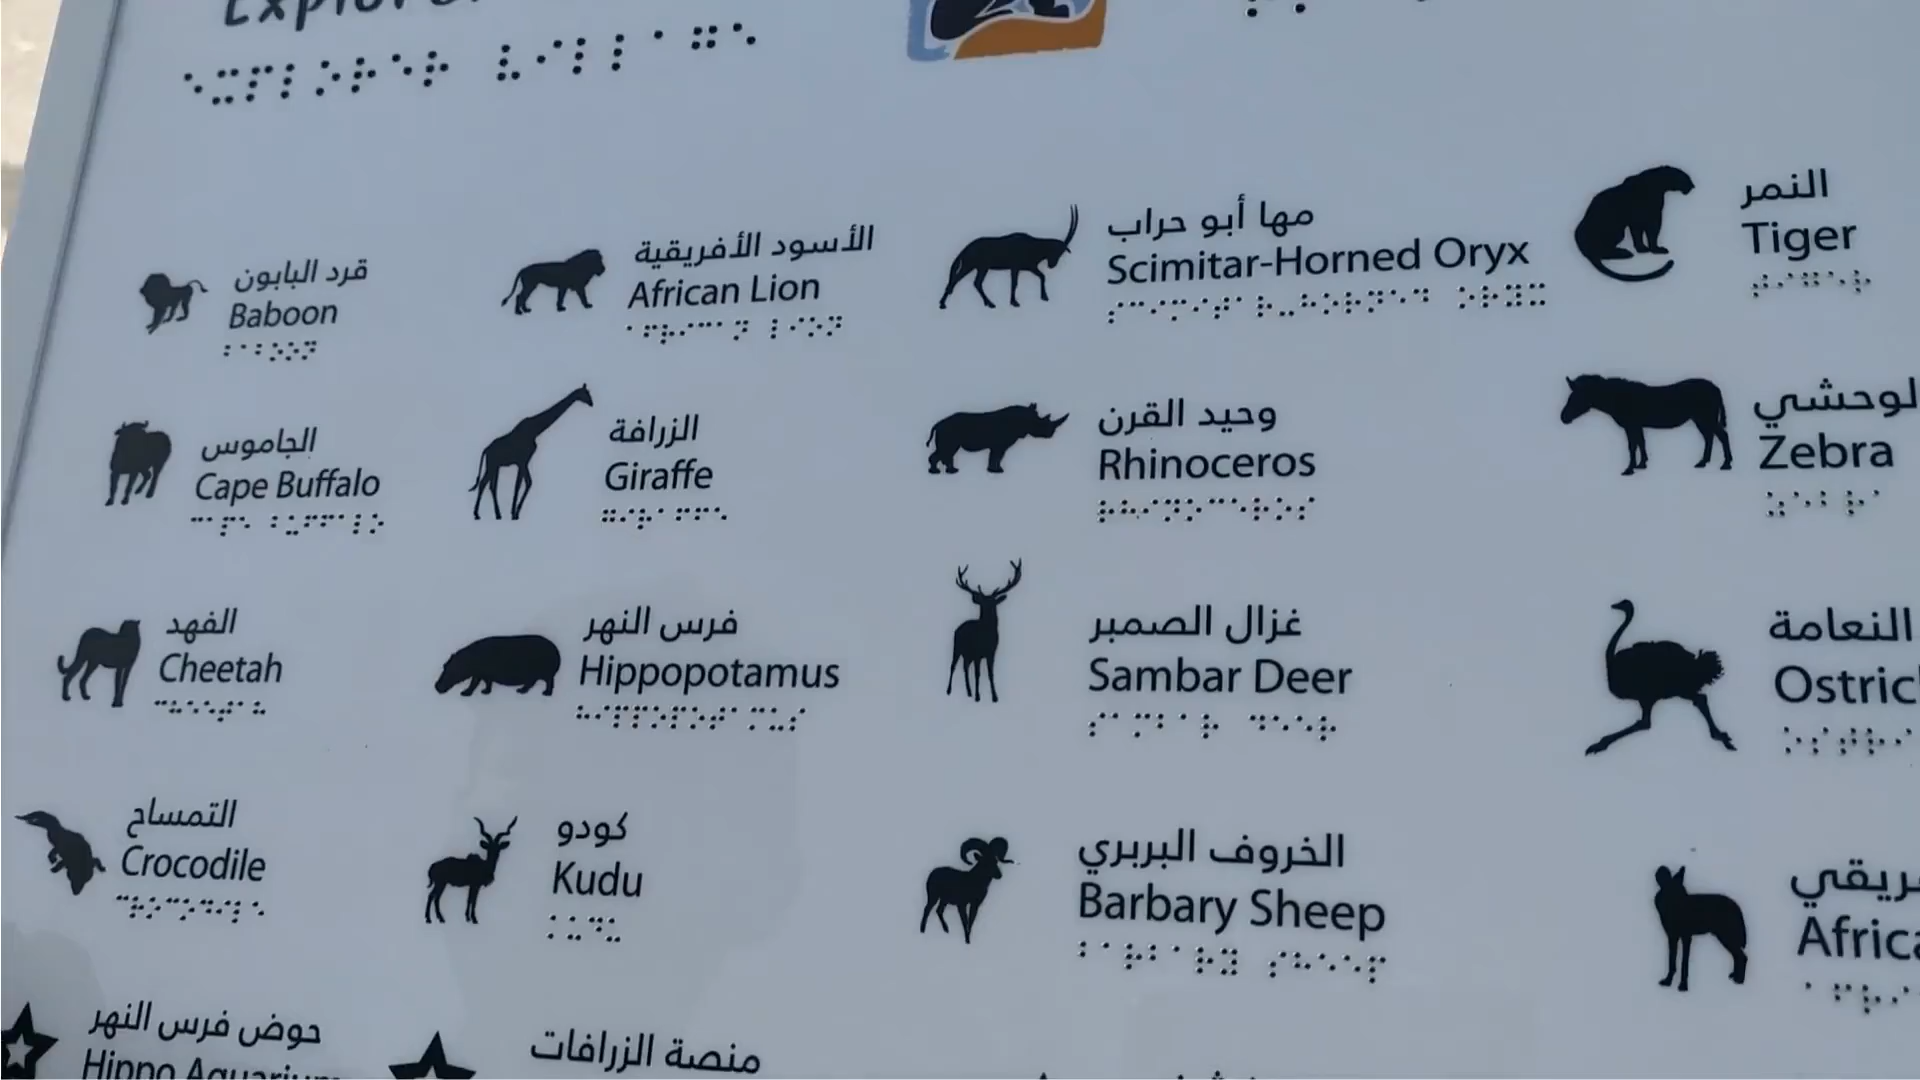 قرد البابون
Baboon
الأسود الأفريقية
African Lion
مها أبو حراب
Scimitar-Horned Oryx
النمر
Tiger
الجاموس
Cape Buffalo
الزرافة
Giraffe
وحيد القرن
Rhinoceros
Zebra
الفهد
Cheetah
فرس النهر
Hippopotamus
غزال الصمبر
Sambar Deer
النعامة
التمساح
Crocodile
كودو
Kudu
الخروف البربري
Barbary Sheep
حوض فرس النهر
Hippo
منصة الزرافات